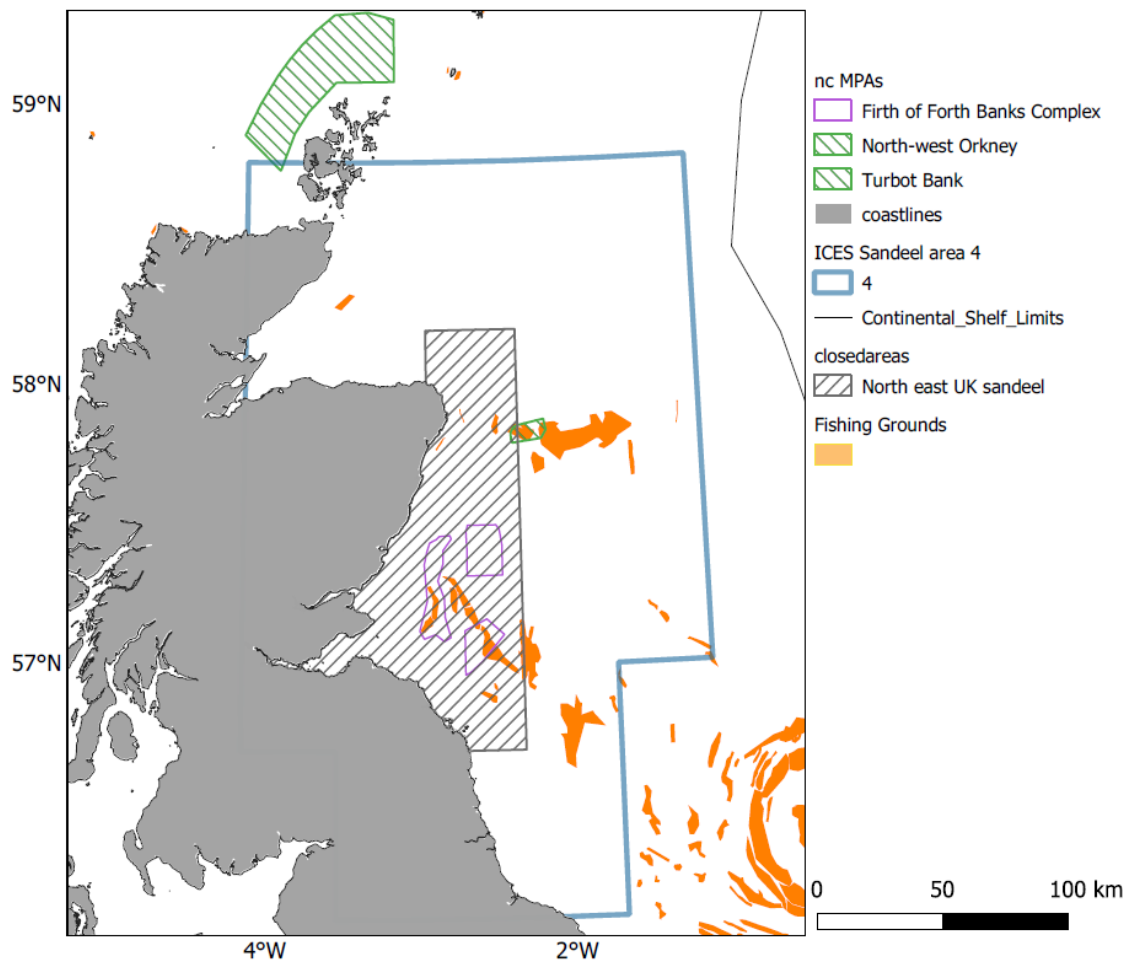 59°N
58°N
57°N
4°W
2°W
nc MPAs
Firth of Forth Banks Complex
North-west Orkney
Turbot Bank
coastlines
ICES Sandeel area 4
4
Continental_Shelf_Limits
closedareas
North east UK sandeel
Fishing Grounds
0 50 100 km